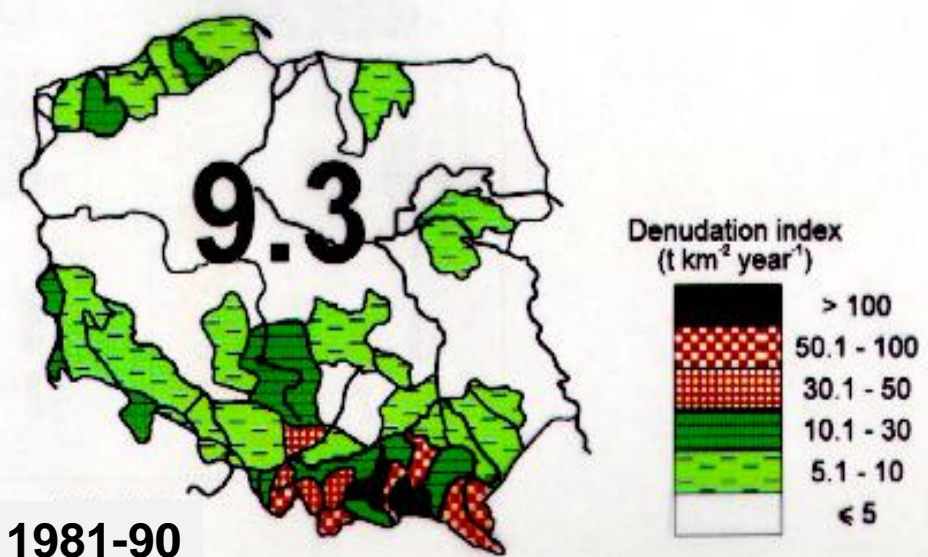 9.3
Denudation index
(t km⁻² year⁻¹)
> 100
50.1 - 100
30.1 - 50
10.1 - 30
5.1 - 10
⩽ 5
1981-90